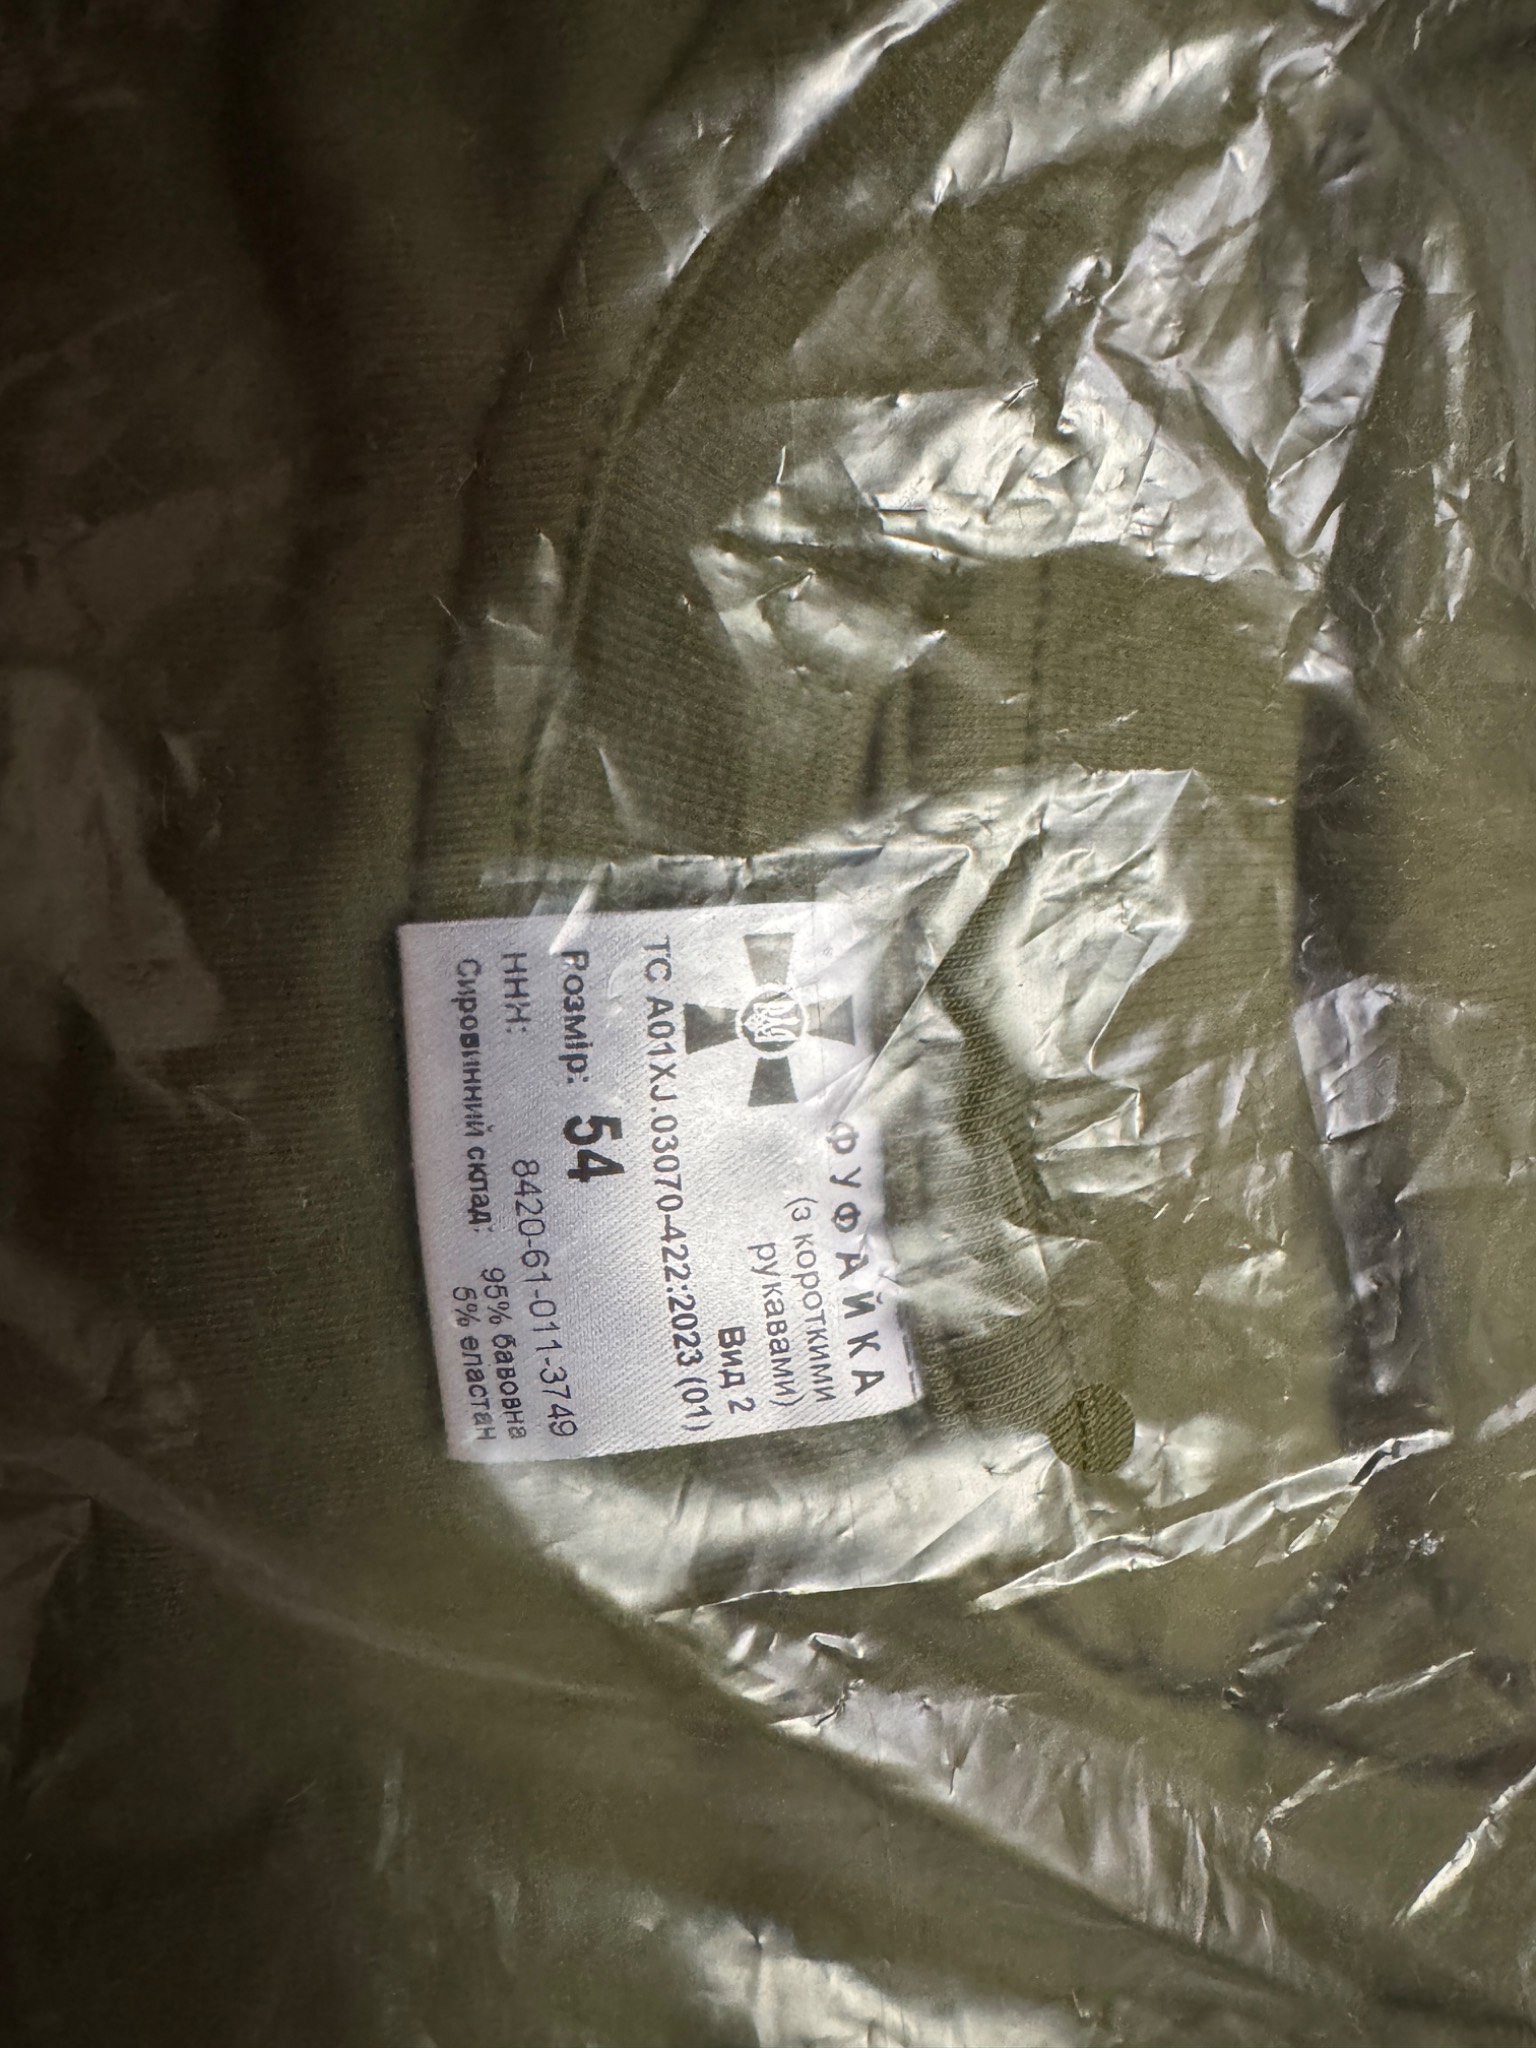 ФУФАЙКА
(з короткими
рукавами)
Вид 2
ТС А01XJ.03070-422:2023 (01)
Розмір: 54
ННН: 8420-61-011-3749
Сировинний склад: 95% бавовна
5% еластан